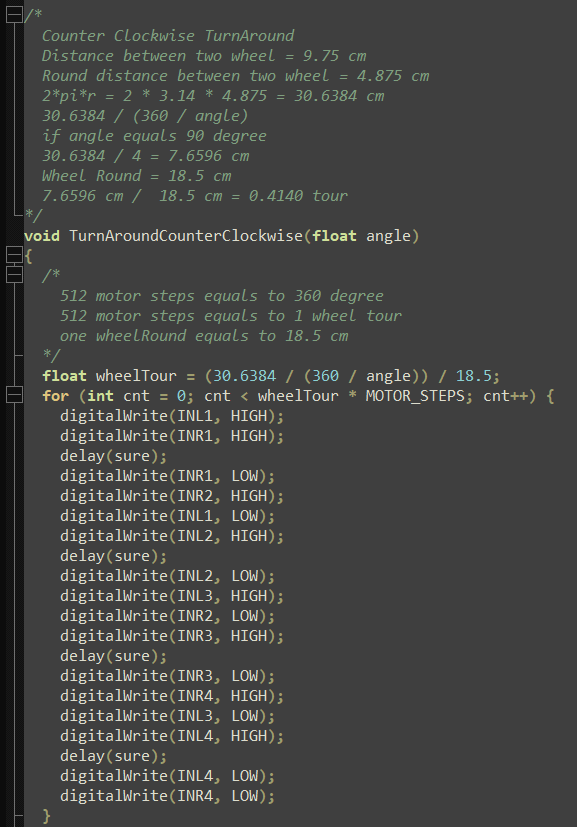 /*
Counter Clockwise TurnAround
Distance between two wheel = 9.75 cm
Round distance between two wheel = 4.875 cm
2*pi*r = 2 * 3.14 * 4.875 = 30.6384 cm
30.6384 / (360 / angle)
if angle equals 90 degree
30.6384 / 4 = 7.6596 cm
Wheel Round = 18.5 cm
7.6596 cm /  18.5 cm = 0.4140 tour
*/
void TurnAroundCounterClockwise(float angle)
{
/*
512 motor steps equals to 360 degree
512 motor steps equals to 1 wheel tour
one wheelRound equals to 18.5 cm
*/
float wheelTour = (30.6384 / (360 / angle)) / 18.5;
for (int cnt = 0; cnt < wheelTour * MOTOR_STEPS; cnt++) {
digitalWrite(INL1, HIGH);
digitalWrite(INR1, HIGH);
delay(sure);
digitalWrite(INR1, LOW);
digitalWrite(INR2, HIGH);
digitalWrite(INL1, LOW);
digitalWrite(INL2, HIGH);
delay(sure);
digitalWrite(INL2, LOW);
digitalWrite(INL3, HIGH);
digitalWrite(INR2, LOW);
digitalWrite(INR3, HIGH);
delay(sure);
digitalWrite(INR3, LOW);
digitalWrite(INR4, HIGH);
digitalWrite(INL3, LOW);
digitalWrite(INL4, HIGH);
delay(sure);
digitalWrite(INL4, LOW);
digitalWrite(INR4, LOW);
}